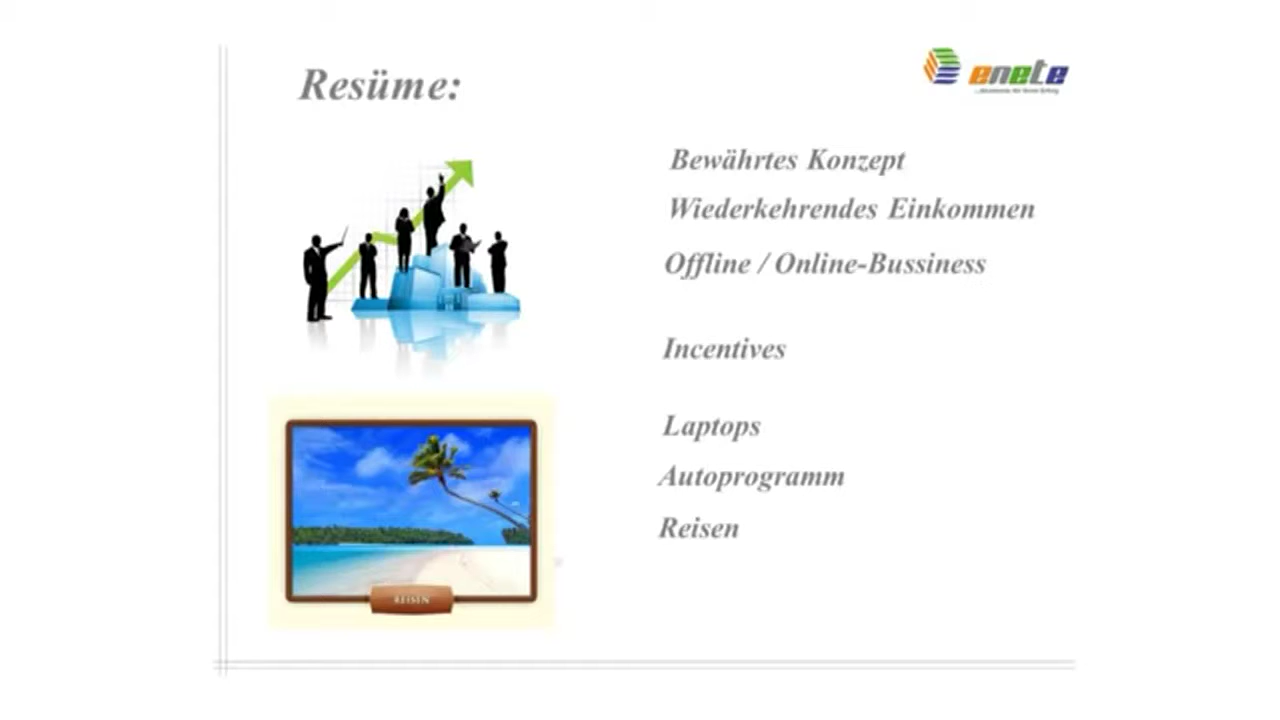 Resüme:
enete
Bewährtes Konzept
Wiederkehrendes Einkommen
Offline / Online-Bussiness
Incentives
Laptops
Autoprogramm
Reisen
REISEN